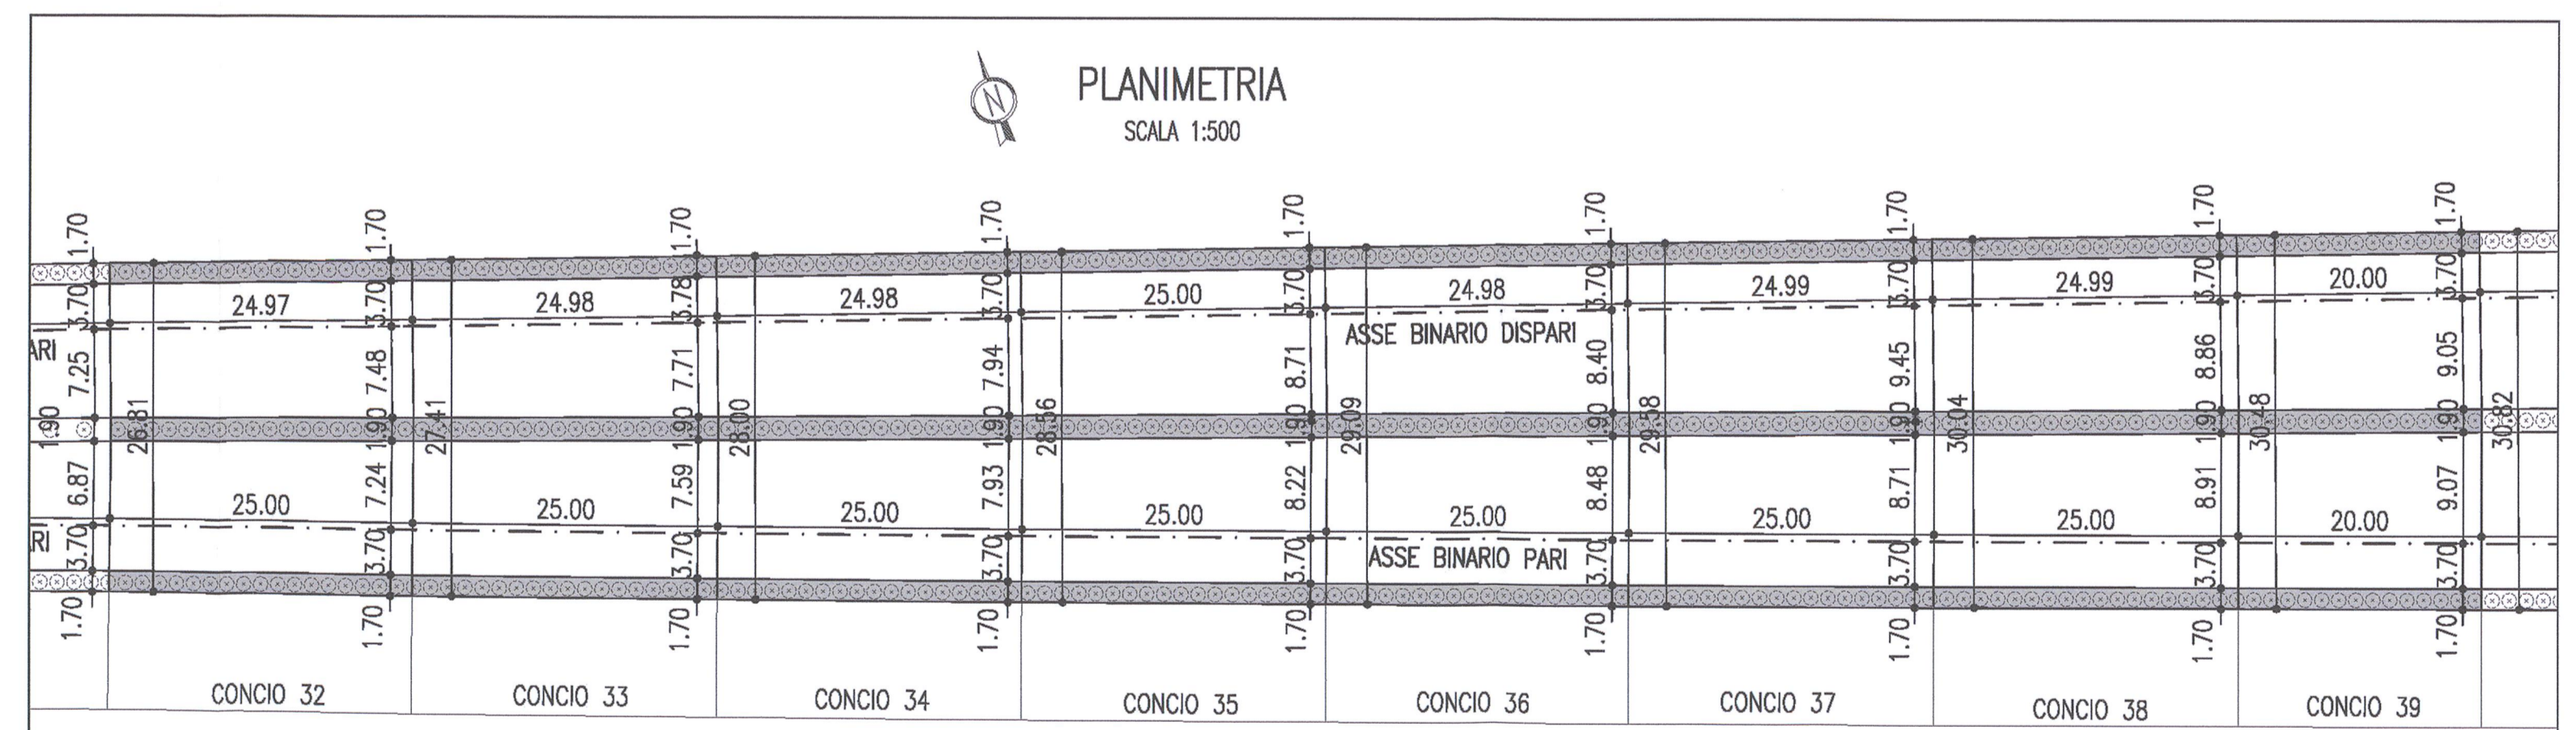 N
PLANIMETRIA
SCALA 1:500
1.70 1.70 1.70 1.70 1.70 1.70 1.70 1.70 1.70
3.70 3.70 3.78 3.70 3.70 3.70 3.70 3.70 3.70
24.97 24.98 24.98 25.00 24.98 24.99 24.99 20.00
ARI
ASSE BINARIO DISPARI
7.25 7.48 7.71 7.94 8.71 8.40 9.45 8.86 9.05
1.90 1.90 1.90 1.90 1.90 1.90 1.90 1.90 1.90
26.81 27.41 28.00 28.56 29.09 29.58 30.04 30.48 30.82
6.87 7.24 7.59 7.93 8.22 8.48 8.71 8.91 9.07
25.00 25.00 25.00 25.00 25.00 25.00 25.00 20.00
RI
ASSE BINARIO PARI
3.70 3.70 3.70 3.70 3.70 3.70 3.70 3.70 3.70
1.70 1.70 1.70 1.70 1.70 1.70 1.70 1.70 1.70
CONCIO 32 CONCIO 33 CONCIO 34 CONCIO 35 CONCIO 36 CONCIO 37 CONCIO 38 CONCIO 39